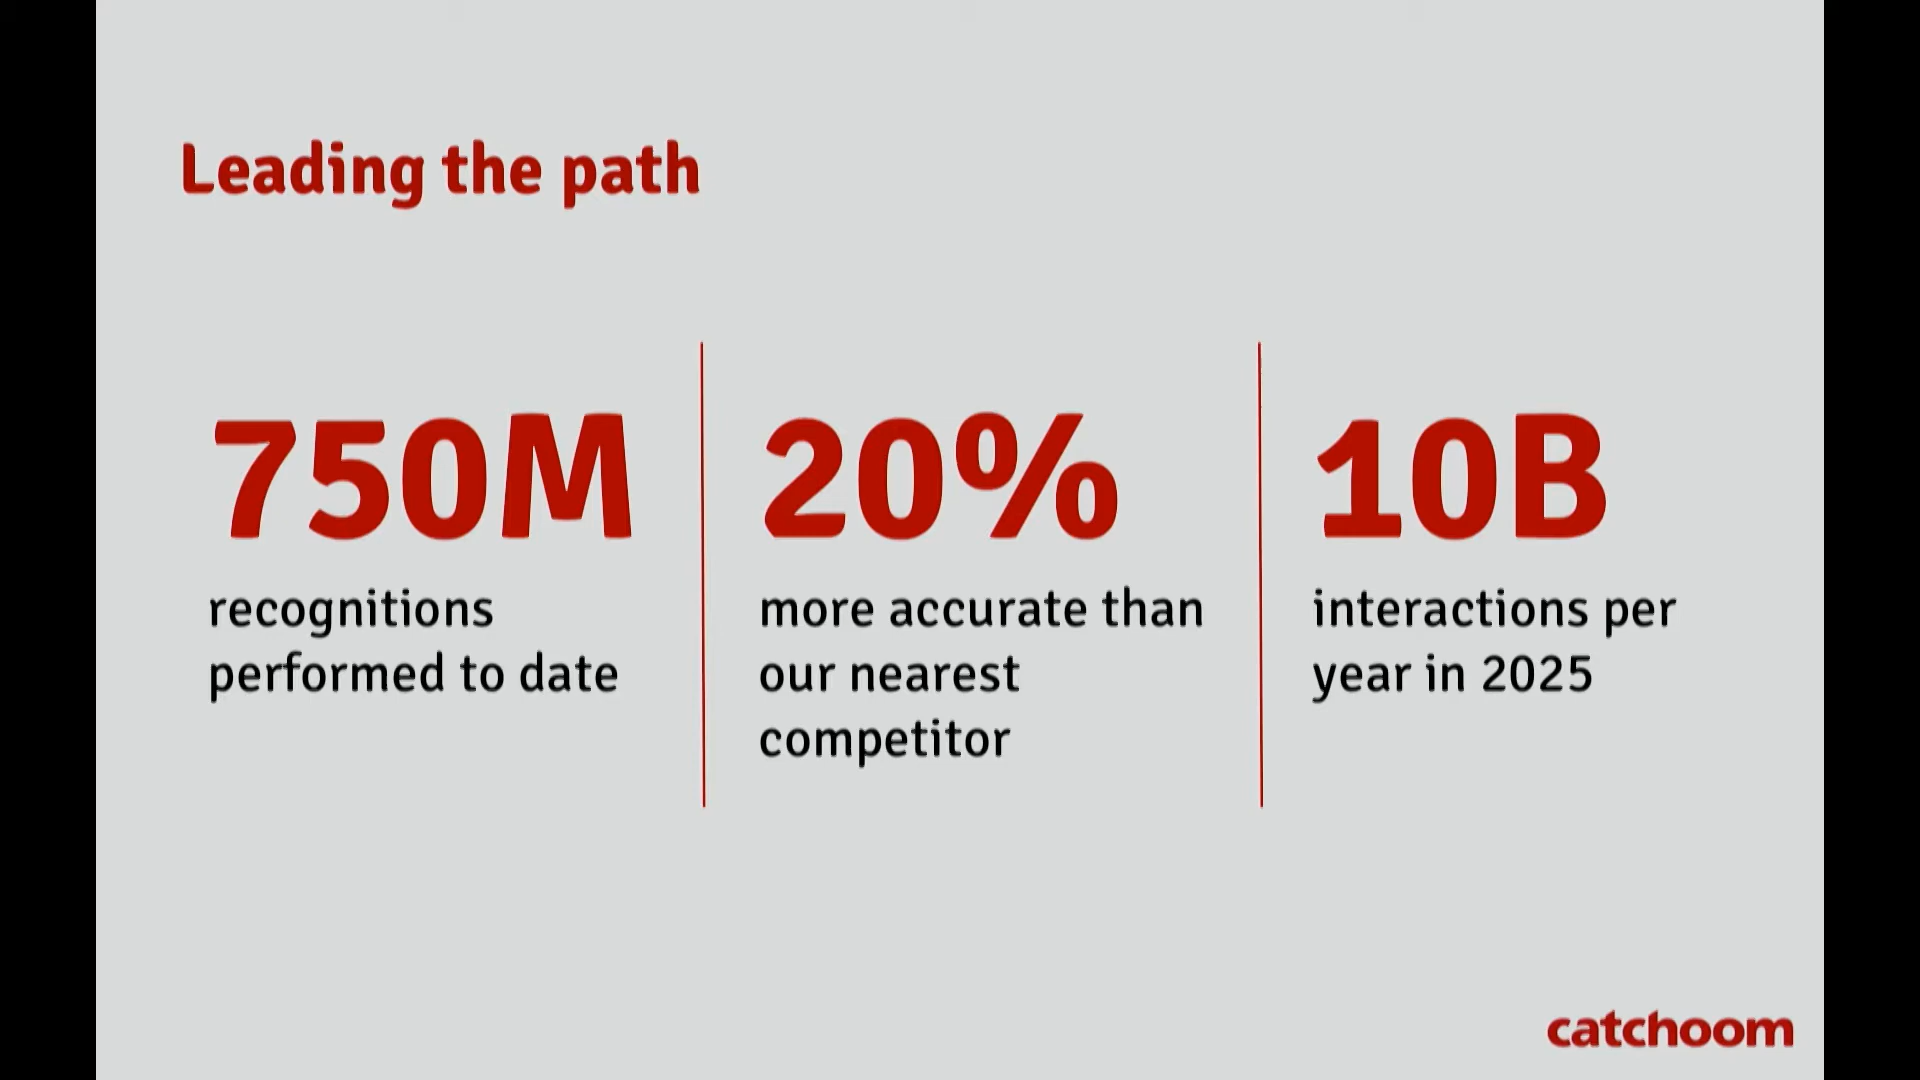 Leading the path
750M
recognitions
performed to date
20%
more accurate than
our nearest
competitor
10B
interactions per
year in 2025
catchoom